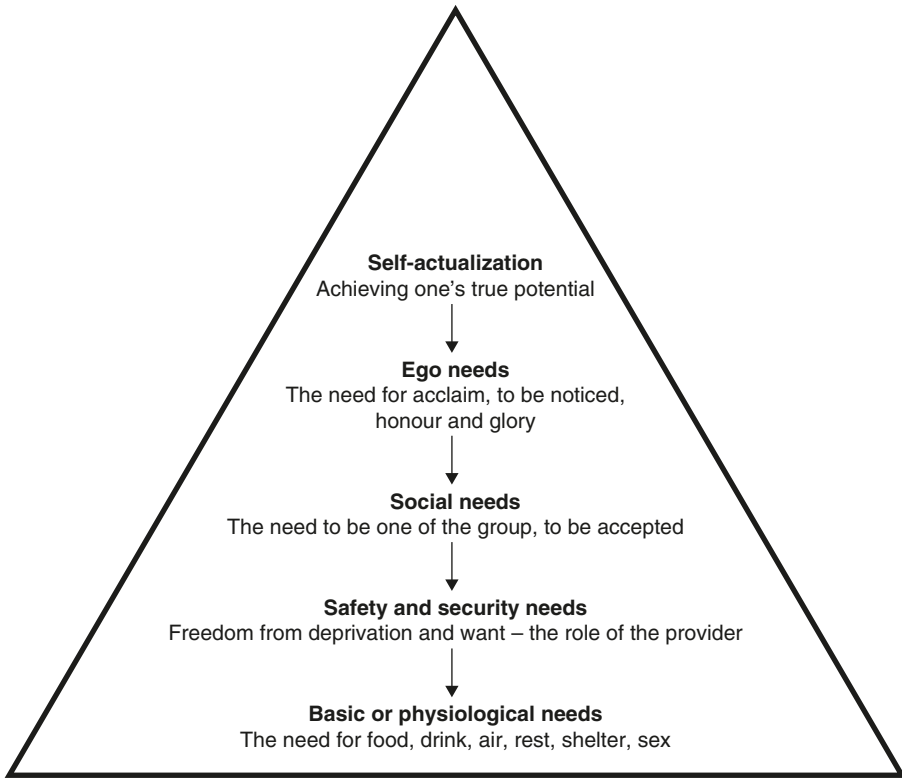 Self-actualization
Achieving one’s true potential
Ego needs
The need for acclaim, to be noticed,
honour and glory
Social needs
The need to be one of the group, to be accepted
Safety and security needs
Freedom from deprivation and want – the role of the provider
Basic or physiological needs
The need for food, drink, air, rest, shelter, sex